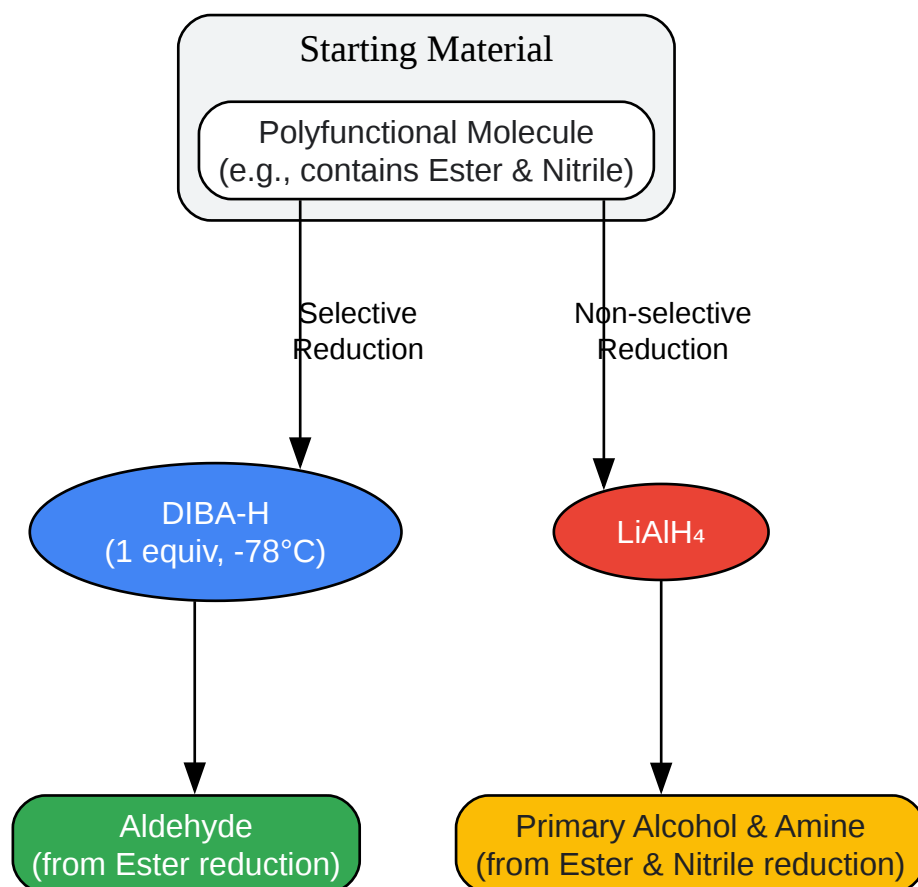 Starting Material
Polyfunctional Molecule
(e.g., contains Ester & Nitrile)
Selective
Reduction
Non-selective
Reduction
DIBA-H
(1 equiv, -78°C)
LiAlH₄
Aldehyde
(from Ester reduction)
Primary Alcohol & Amine
(from Ester & Nitrile reduction)